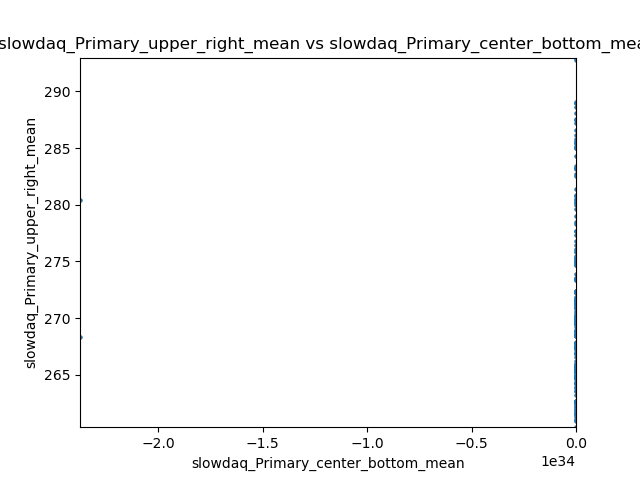 slowdaq_Primary_upper_right_mean vs slowdaq_Primary_center_bottom_mea
290
285
280
275
270
265
slowdaq_Primary_upper_right_mean
−2.0 −1.5 −1.0 −0.5 0.0
1e34
slowdaq_Primary_center_bottom_mean